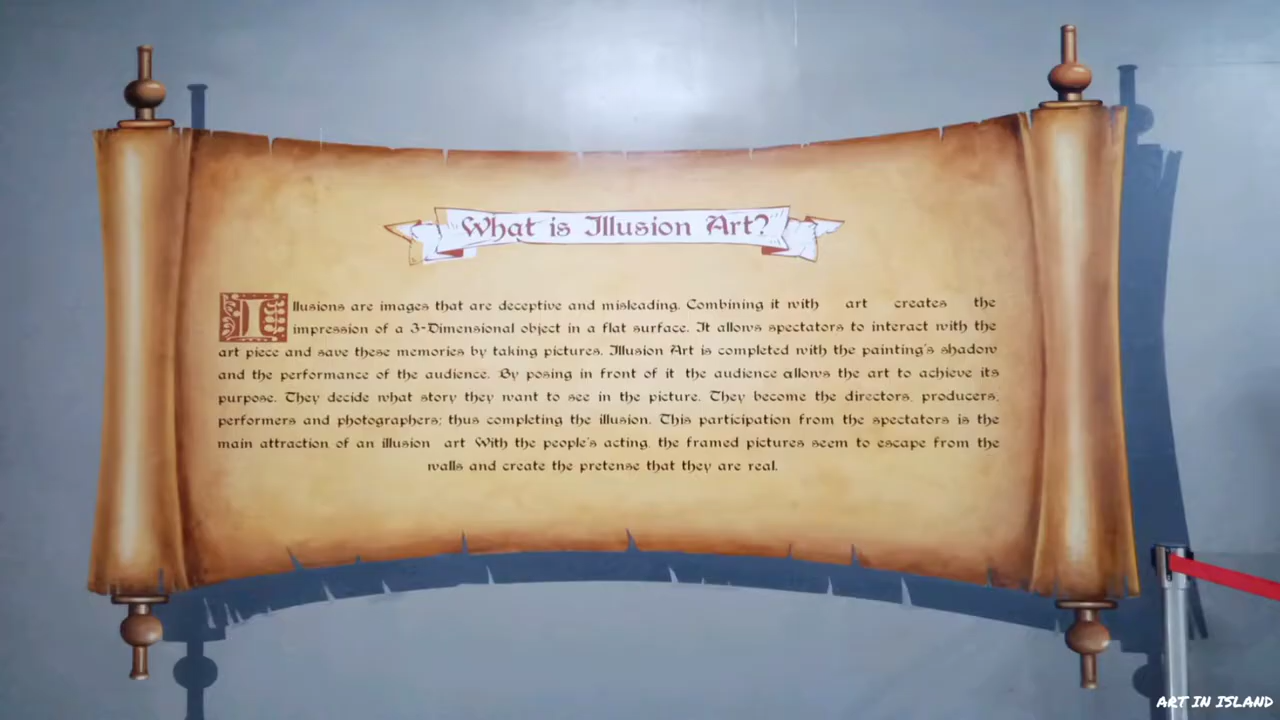 What is Illusion Art?
Illusions are images that are deceptive and misleading. Combining it with art creates the
impression of a 3-Dimensional object in a flat surface. It allows spectators to interact with the
art piece and save these memories by taking pictures. Illusion Art is completed with the painting's shadow
and the performance of the audience. By posing in front of it the audience allows the art to achieve its
purpose. They decide what story they want to see in the picture. They become the directors, producers,
performers and photographers; thus completing the illusion. This participation from the spectators is the
main attraction of an illusion art With the people's acting, the framed pictures seem to escape from the
walls and create the pretense that they are real.
ART IN ISLAND